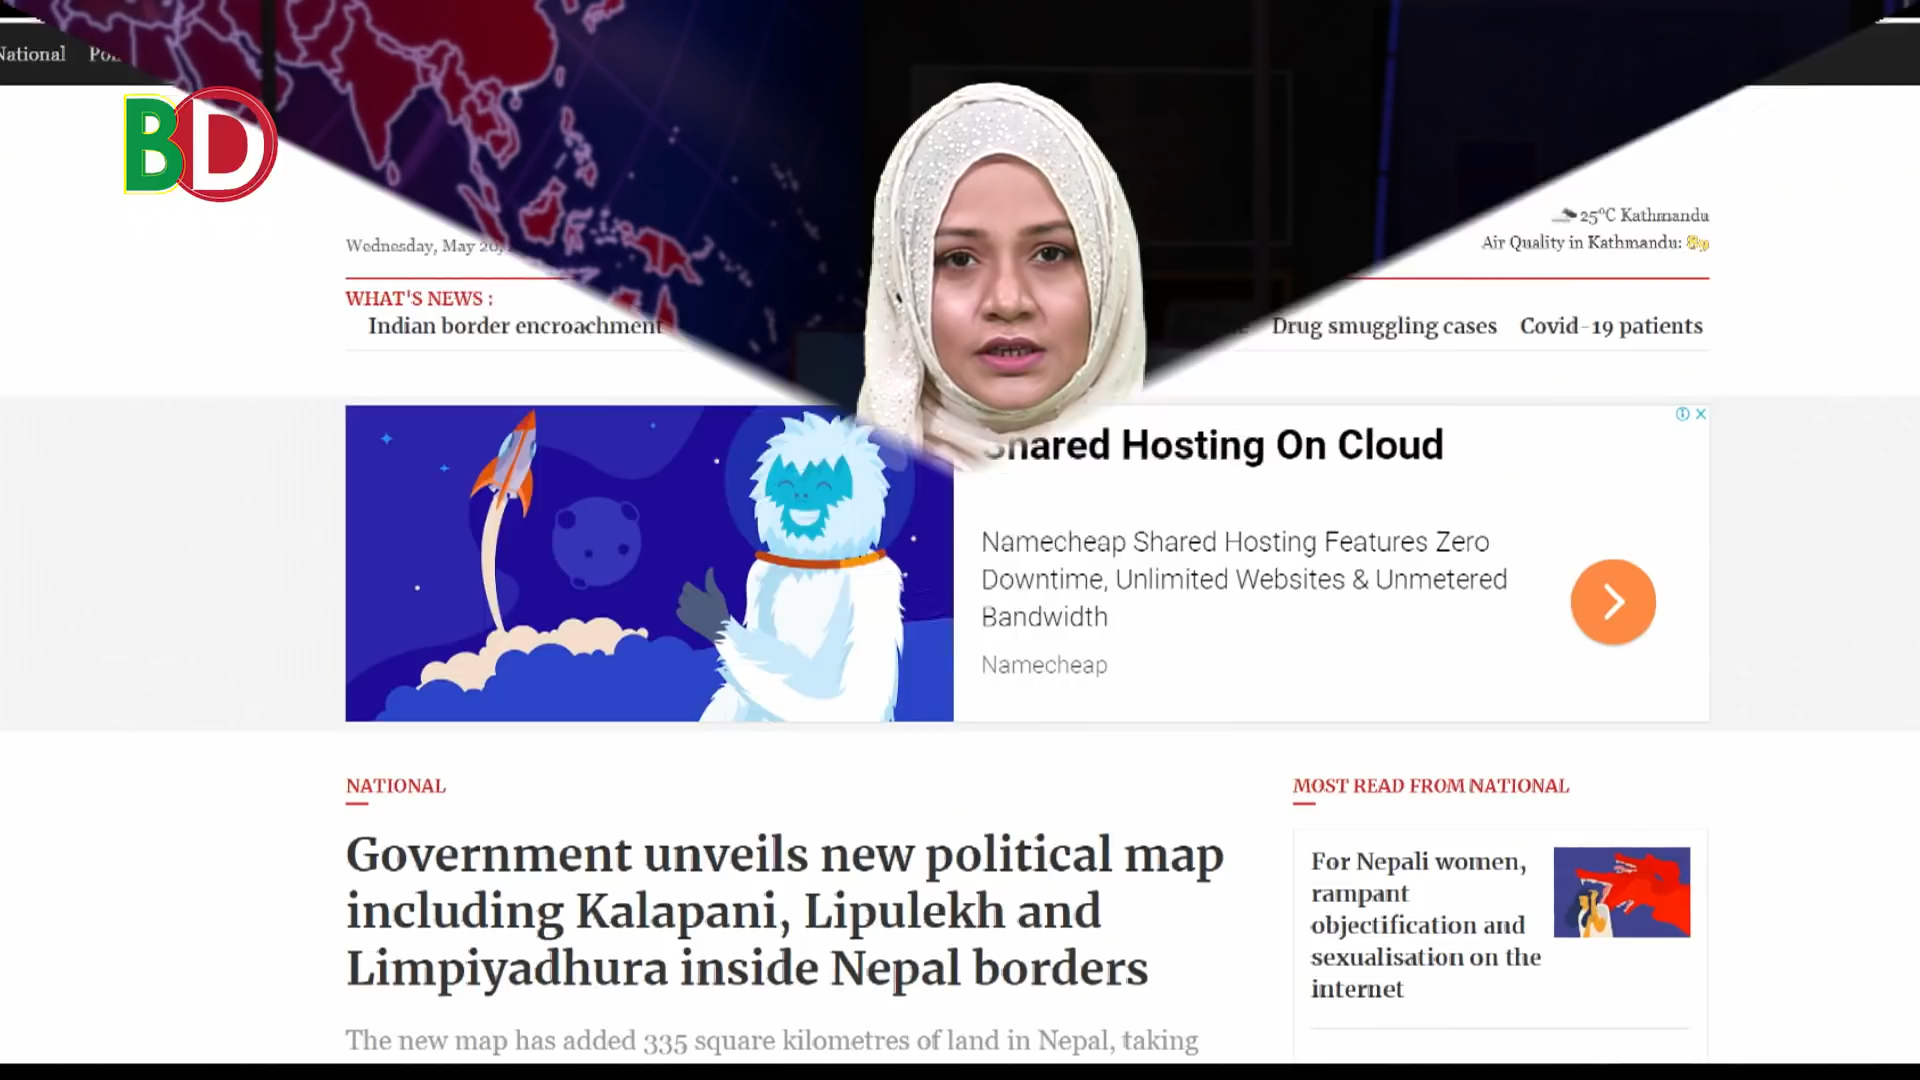 National
BD
25°C Kathmandu
Wednesday, May 20,
Air Quality in Kathmandu:
WHAT'S NEWS :
Indian border encroachment
Drug smuggling cases
Covid-19 patients
Shared Hosting On Cloud
Namecheap Shared Hosting Features Zero
Downtime, Unlimited Websites & Unmetered
Bandwidth
Namecheap
NATIONAL
Government unveils new political map
including Kalapani, Lipulekh and
Limpiyadhura inside Nepal borders
The new map has added 335 square kilometres of land in Nepal, taking
MOST READ FROM NATIONAL
For Nepali women,
rampant
objectification and
sexualisation on the
internet